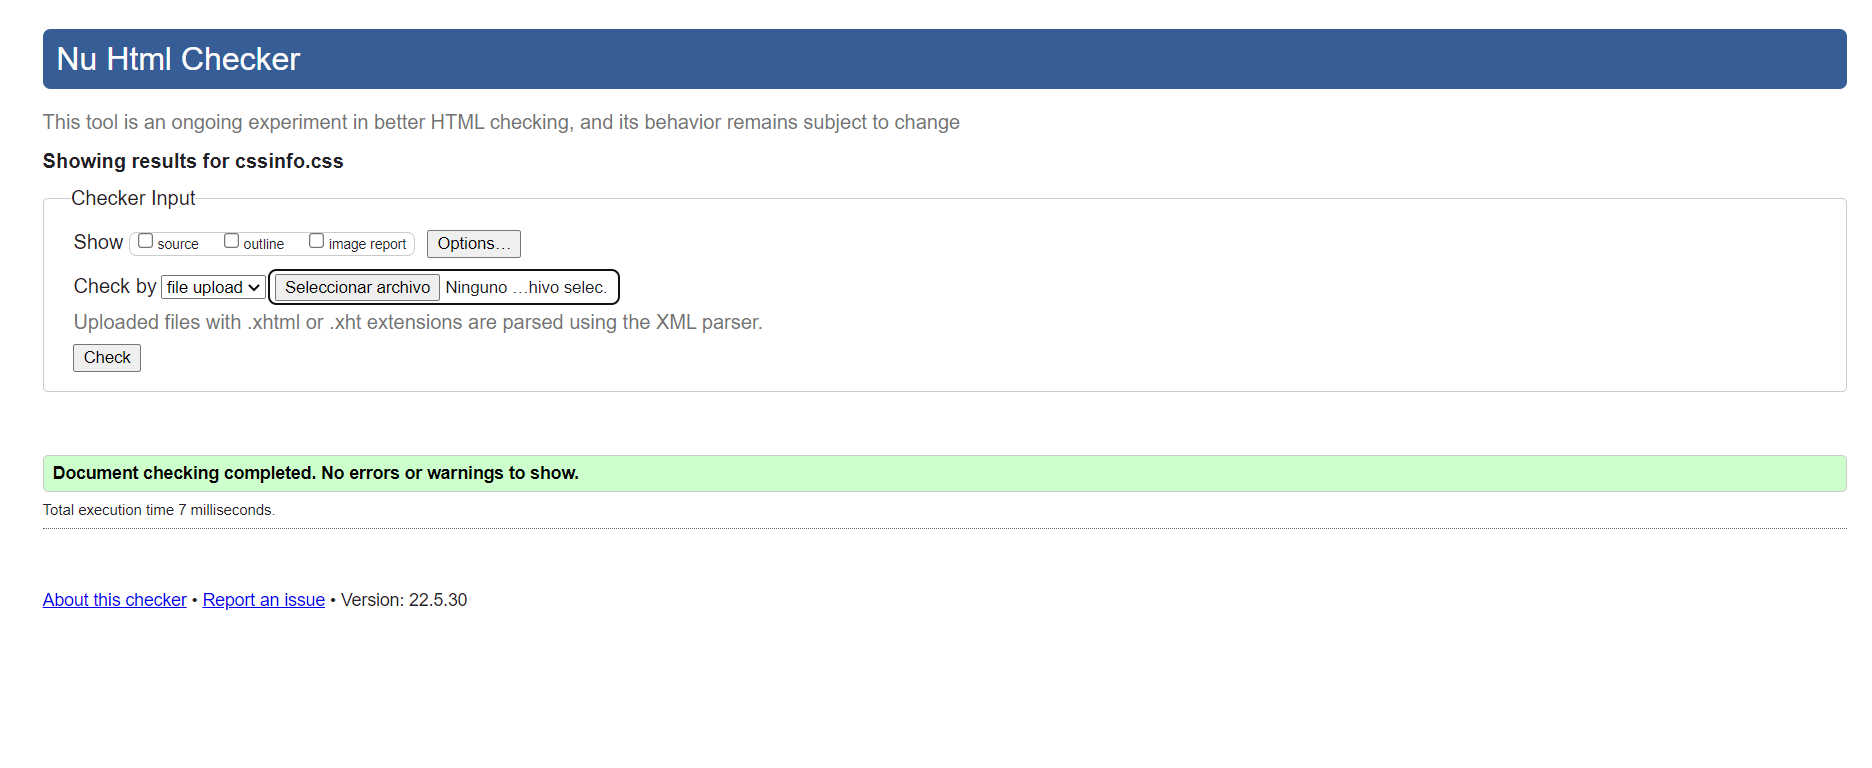 Nu Html Checker
This tool is an ongoing experiment in better HTML checking, and its behavior remains subject to change
Showing results for cssinfo.css
Checker Input
Show source outline image report Options…
Check by file upload Seleccionar archivo Ninguno …hivo selec.
Uploaded files with .xhtml or .xht extensions are parsed using the XML parser.
Check
Document checking completed. No errors or warnings to show.
Total execution time 7 milliseconds.
About this checker • Report an issue • Version: 22.5.30